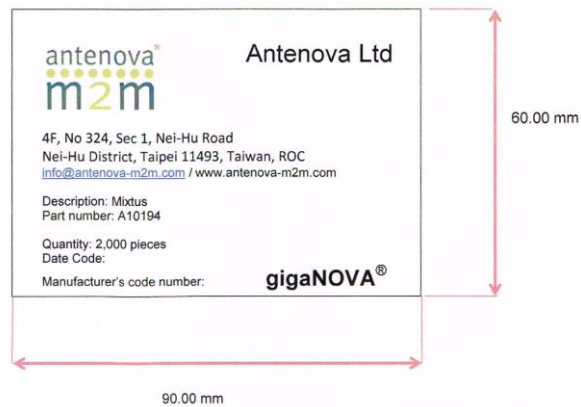 antenova®
m2m
Antenova Ltd
4F, No 324, Sec 1, Nei-Hu Road
Nei-Hu District, Taipei 11493, Taiwan, ROC
info@antenova-m2m.com / www.antenova-m2m.com
Description: Mixtus
Part number: A10194
Quantity: 2,000 pieces
Date Code:
Manufacturer's code number:
gigaNOVA®
60.00 mm
90.00 mm